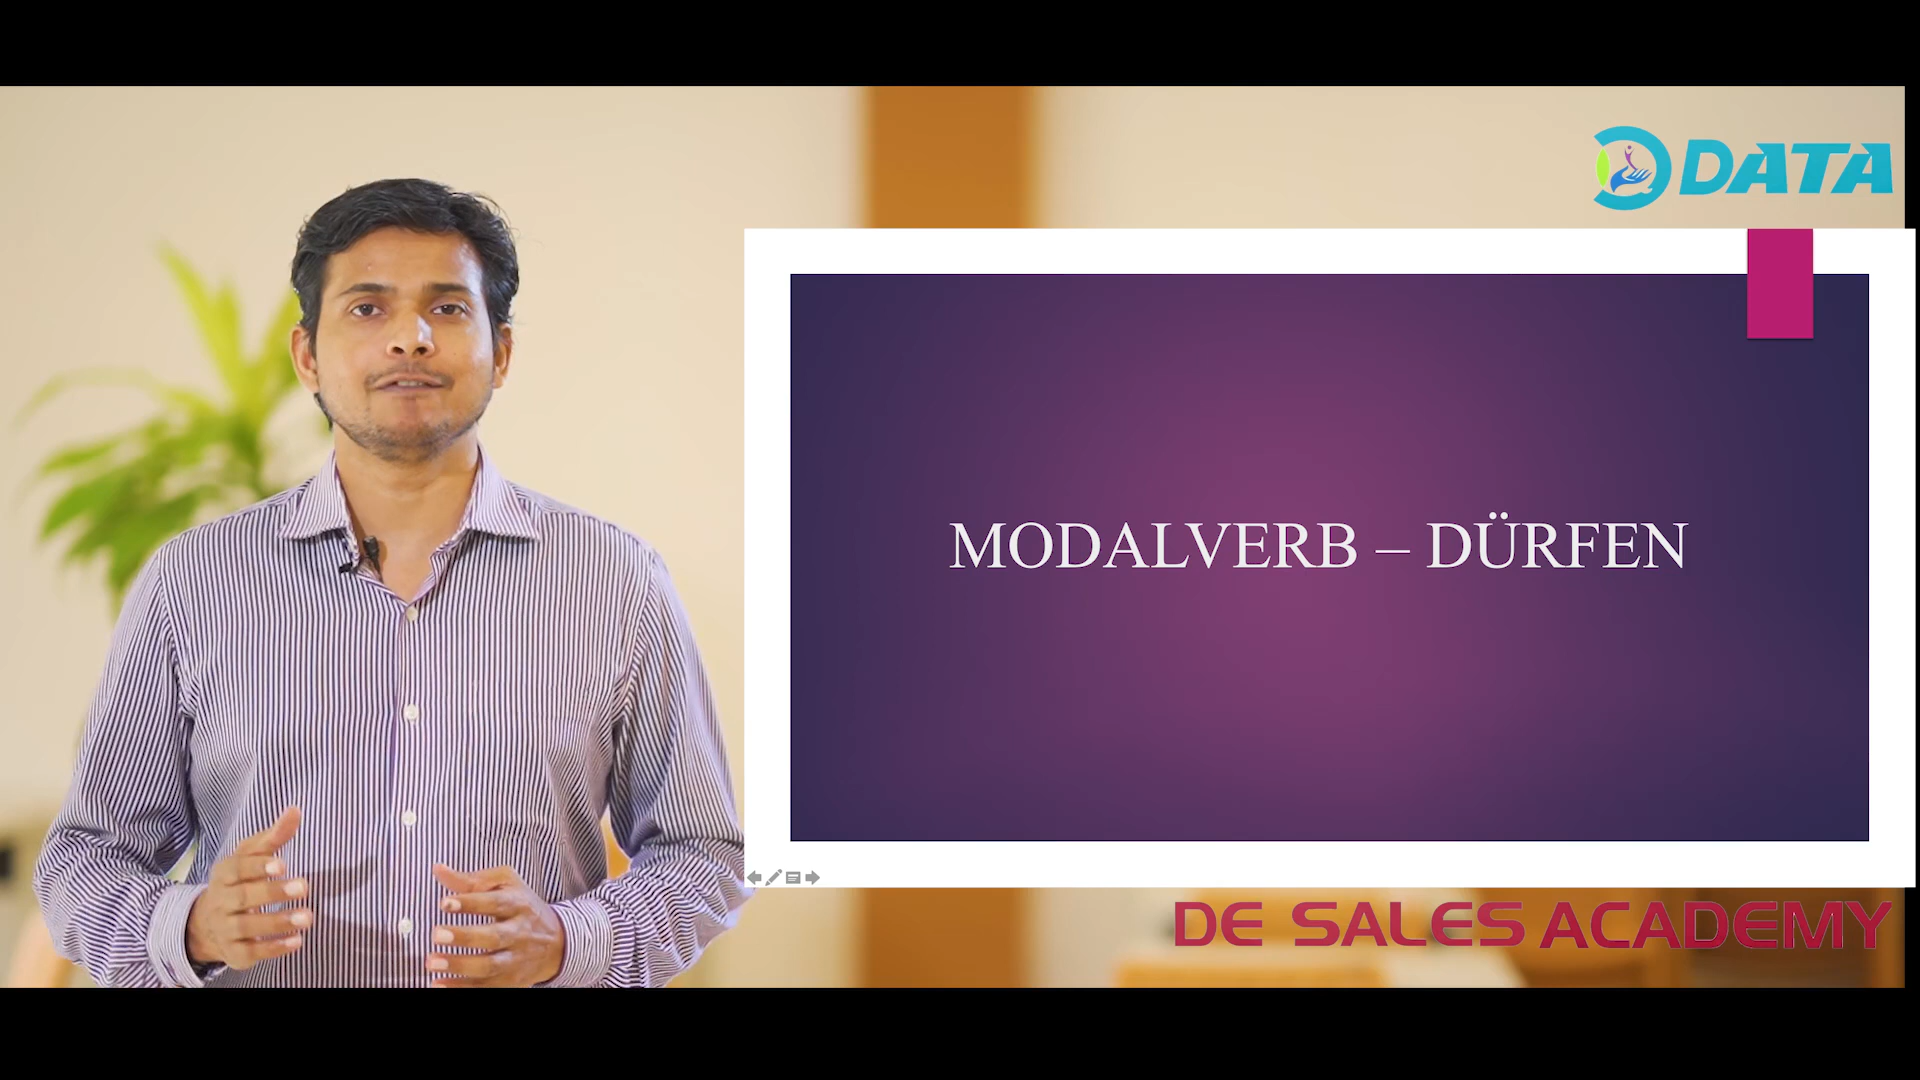 DATA
MODALVERB – DÜRFEN
DE SALES ACADEMY